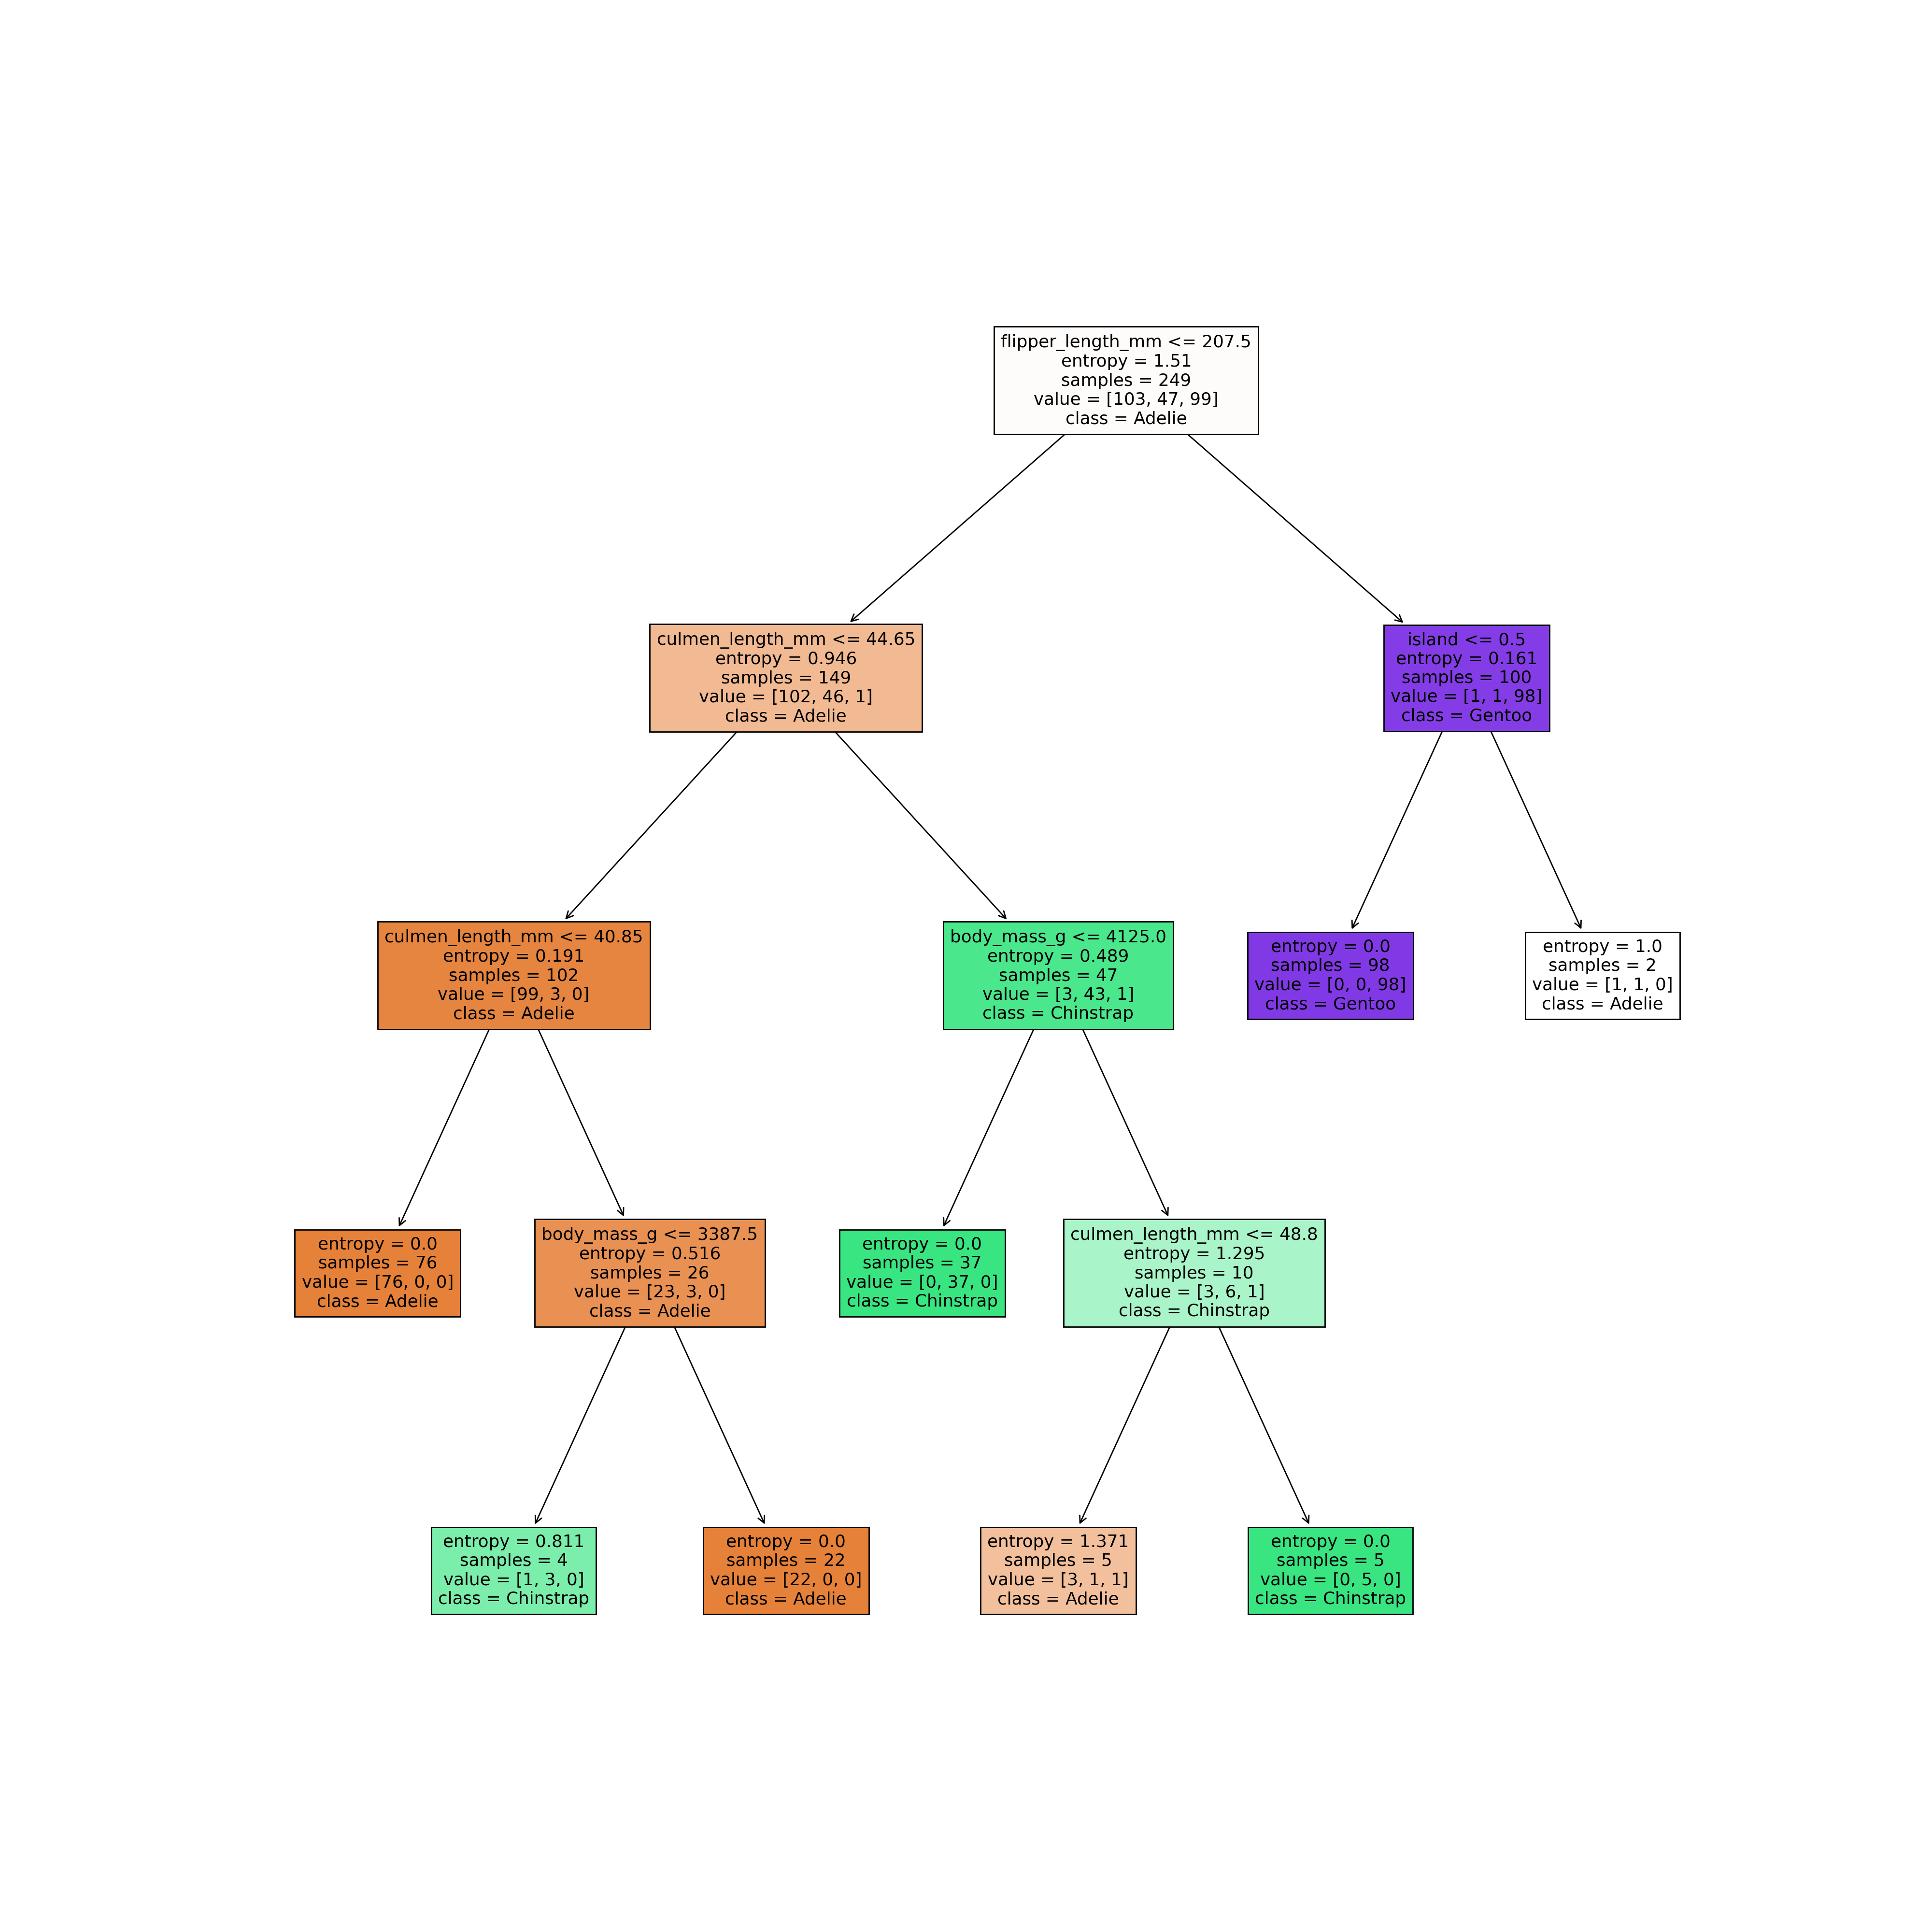 flipper_length_mm <= 207.5
entropy = 1.51
samples = 249
value = [103, 47, 99]
class = Adelie
culmen_length_mm <= 44.65
entropy = 0.946
samples = 149
value = [102, 46, 1]
class = Adelie
island <= 0.5
entropy = 0.161
samples = 100
value = [1, 1, 98]
class = Gentoo
culmen_length_mm <= 40.85
entropy = 0.191
samples = 102
value = [99, 3, 0]
class = Adelie
body_mass_g <= 4125.0
entropy = 0.489
samples = 47
value = [3, 43, 1]
class = Chinstrap
entropy = 0.0
samples = 98
value = [0, 0, 98]
class = Gentoo
entropy = 1.0
samples = 2
value = [1, 1, 0]
class = Adelie
entropy = 0.0
samples = 76
value = [76, 0, 0]
class = Adelie
body_mass_g <= 3387.5
entropy = 0.516
samples = 26
value = [23, 3, 0]
class = Adelie
entropy = 0.0
samples = 37
value = [0, 37, 0]
class = Chinstrap
culmen_length_mm <= 48.8
entropy = 1.295
samples = 10
value = [3, 6, 1]
class = Chinstrap
entropy = 0.811
samples = 4
value = [1, 3, 0]
class = Chinstrap
entropy = 0.0
samples = 22
value = [22, 0, 0]
class = Adelie
entropy = 1.371
samples = 5
value = [3, 1, 1]
class = Adelie
entropy = 0.0
samples = 5
value = [0, 5, 0]
class = Chinstrap